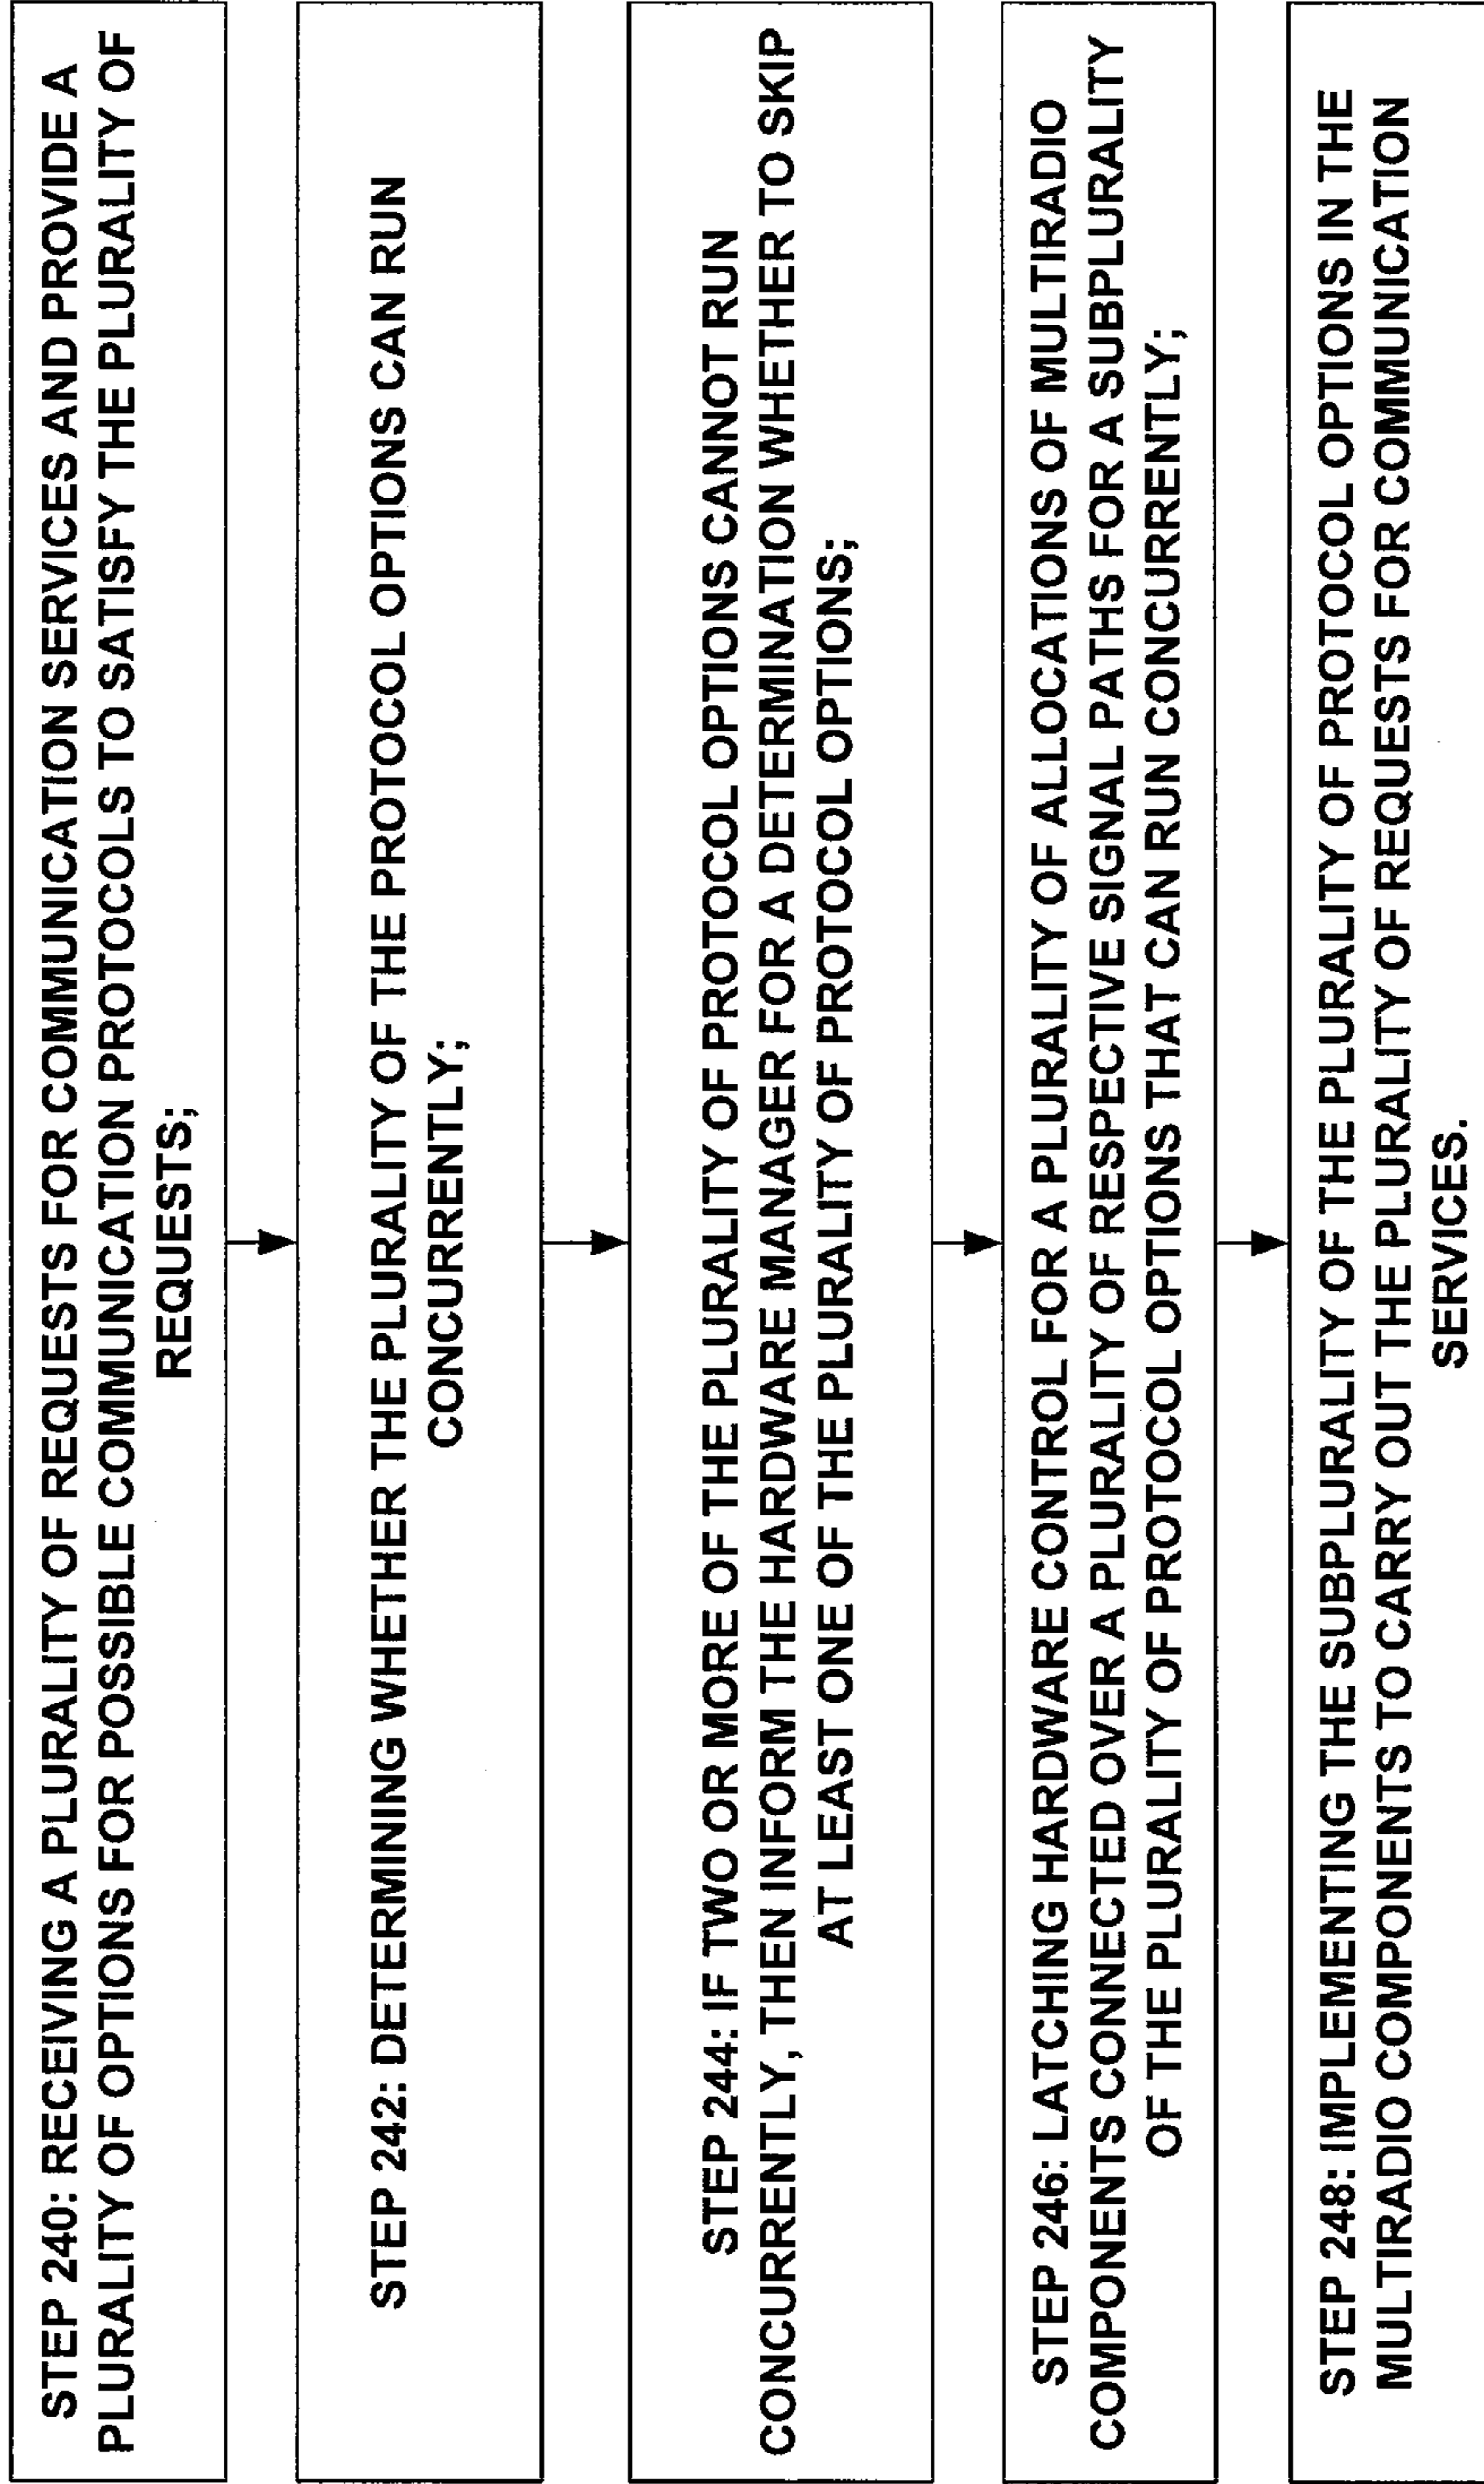 STEP 240: RECEIVING A PLURALITY OF REQUESTS FOR COMMUNICATION SERVICES AND PROVIDE A
PLURALITY OF OPTIONS FOR POSSIBLE COMMUNICATION PROTOCOLS TO SATISFY THE PLURALITY OF
REQUESTS;
STEP 242: DETERMINING WHETHER THE PLURALITY OF THE PROTOCOL OPTIONS CAN RUN
CONCURRENTLY;
STEP 244: IF TWO OR MORE OF THE PLURALITY OF PROTOCOL OPTIONS CANNOT RUN
CONCURRENTLY, THEN INFORM THE HARDWARE MANAGER FOR A DETERMINATION WHETHER TO SKIP
AT LEAST ONE OF THE PLURALITY OF PROTOCOL OPTIONS;
STEP 246: LATCHING HARDWARE CONTROL FOR A PLURALITY OF ALLOCATIONS OF MULTIRADIO
COMPONENTS CONNECTED OVER A PLURALITY OF RESPECTIVE SIGNAL PATHS FOR A SUBPLURALITY
OF THE PLURALITY OF PROTOCOL OPTIONS THAT CAN RUN CONCURRENTLY;
STEP 248: IMPLEMENTING THE SUBPLURALITY OF THE PLURALITY OF PROTOCOL OPTIONS IN THE
MULTIRADIO COMPONENTS TO CARRY OUT THE PLURALITY OF REQUESTS FOR COMMUNICATION
SERVICES.